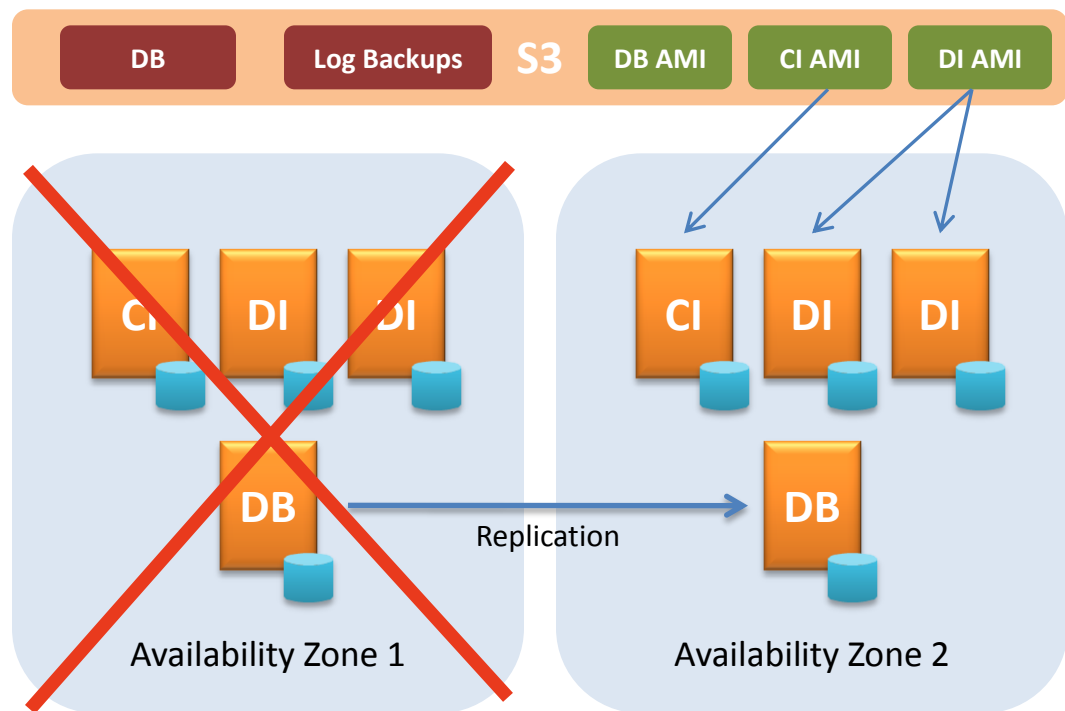 DB
Log Backups
S3
DB AMI
CI AMI
DI AMI
CI
DI
DI
DB
Availability Zone 1
Replication
CI
DI
DI
DB
Availability Zone 2